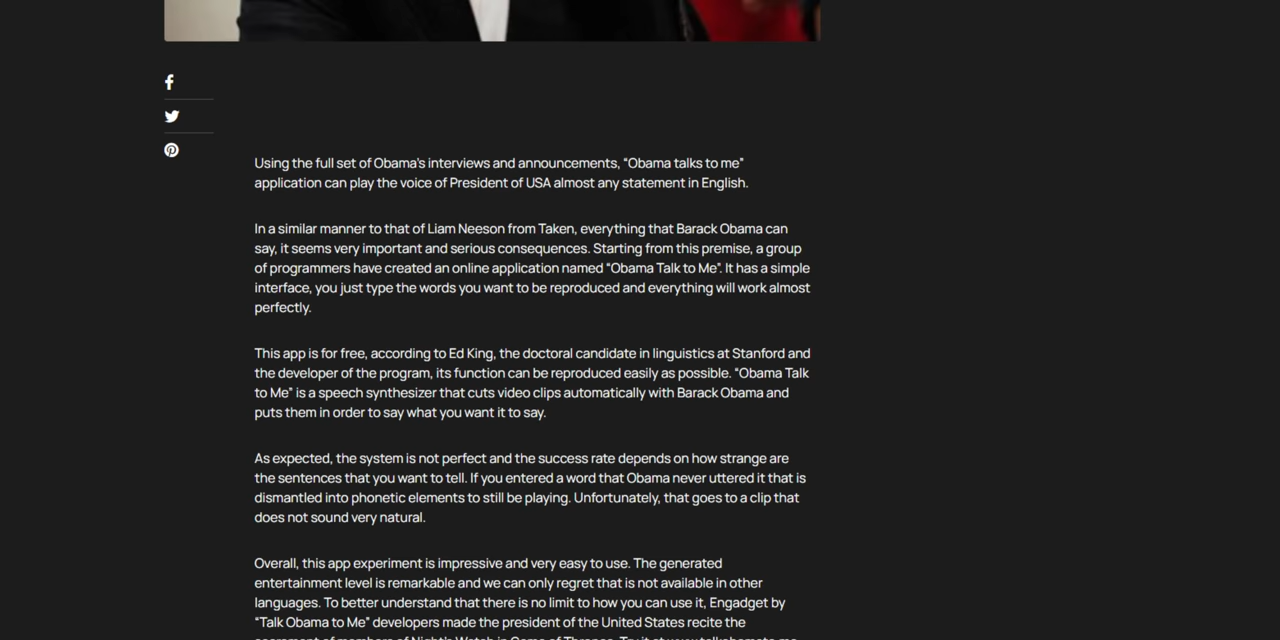 Using the full set of Obama's interviews and announcements, “Obama talks to me”
application can play the voice of President of USA almost any statement in English.
In a similar manner to that of Liam Neeson from Taken, everything that Barack Obama can
say, it seems very important and serious consequences. Starting from this premise, a group
of programmers have created an online application named “Obama Talk to Me”. It has a simple
interface, you just type the words you want to be reproduced and everything will work almost
perfectly.
This app is for free, according to Ed King, the doctoral candidate in linguistics at Stanford and
the developer of the program, its function can be reproduced easily as possible. “Obama Talk
to Me” is a speech synthesizer that cuts video clips automatically with Barack Obama and
puts them in order to say what you want it to say.
As expected, the system is not perfect and the success rate depends on how strange are
the sentences that you want to tell. If you entered a word that Obama never uttered it that is
dismantled into phonetic elements to still be playing. Unfortunately, that goes to a clip that
does not sound very natural.
Overall, this app experiment is impressive and very easy to use. The generated
entertainment level is remarkable and we can only regret that is not available in other
languages. To better understand that there is no limit to how you can use it, Engadget by
“Talk Obama to Me” developers made the president of the United States recite the